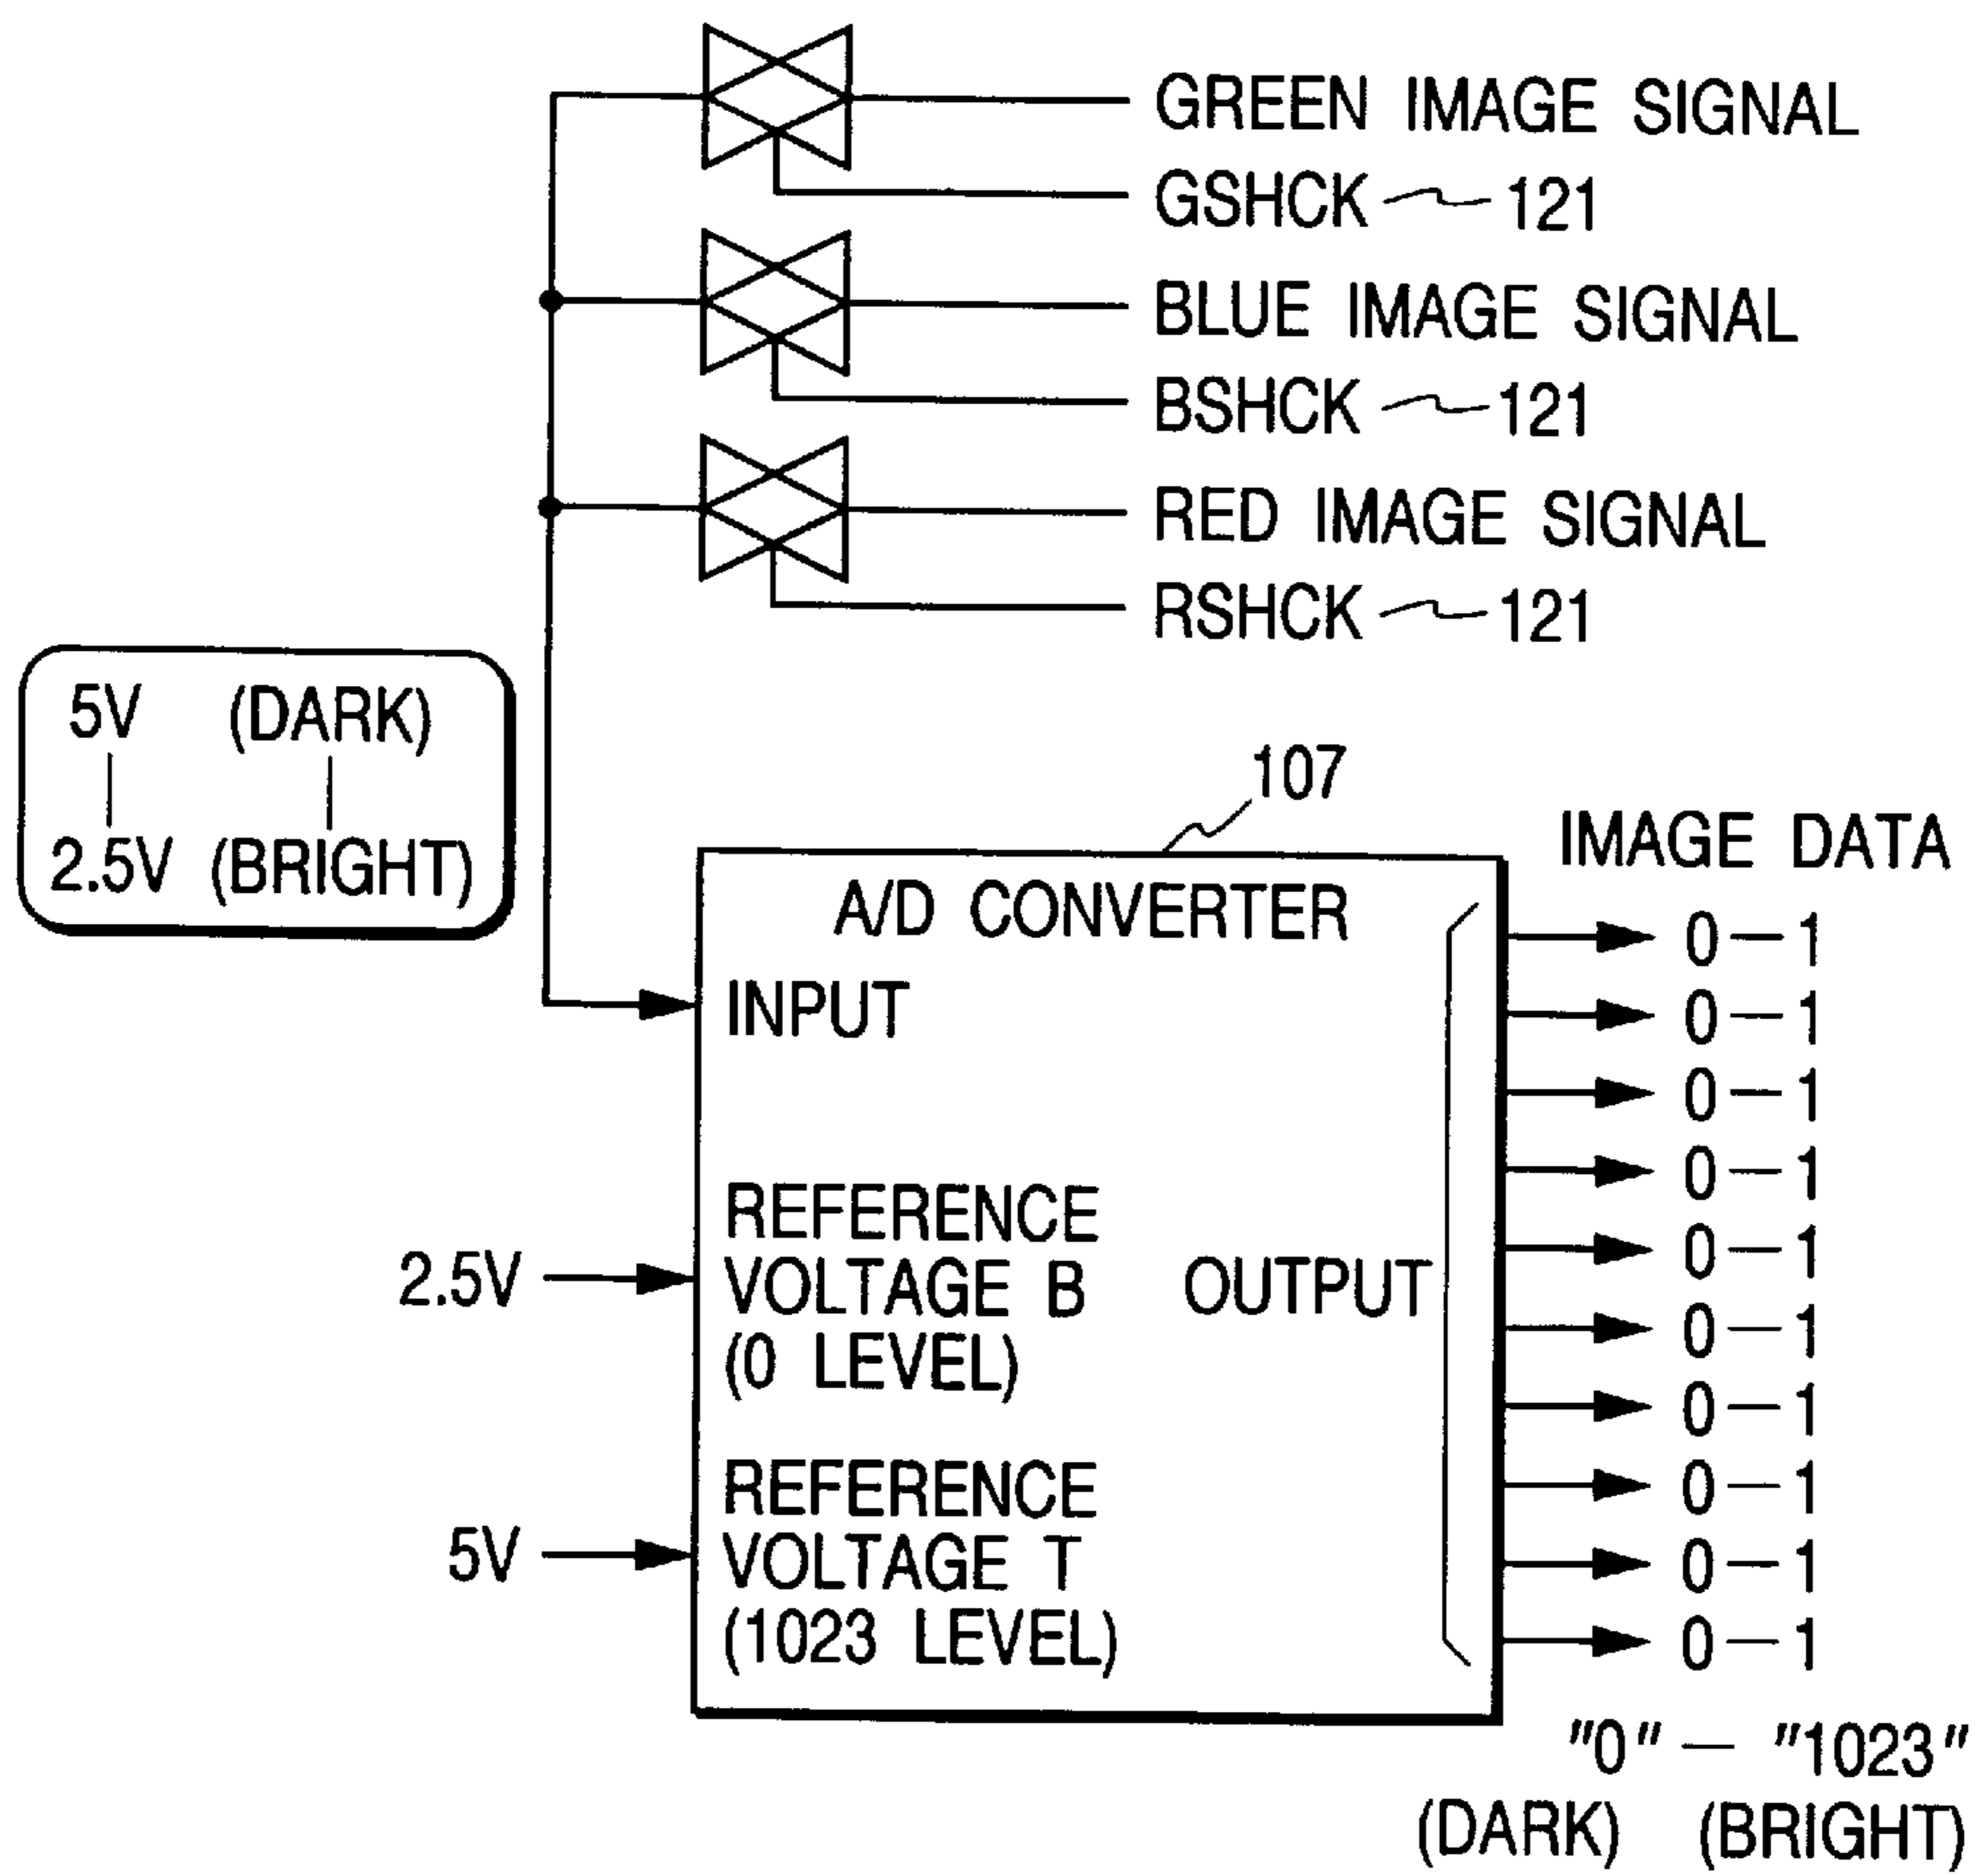 GREEN IMAGE SIGNAL
GSHCK 121
BLUE IMAGE SIGNAL
BSHCK 121
RED IMAGE SIGNAL
RSHCK 121
5V (DARK)
2.5V (BRIGHT)
107
IMAGE DATA
A/D CONVERTER
INPUT
REFERENCE
VOLTAGE B
(0 LEVEL)
2.5V
REFERENCE
VOLTAGE T
(1023 LEVEL)
5V
OUTPUT
0—1
0—1
0—1
0—1
0—1
0—1
0—1
0—1
0—1
0—1
"0" — "1023"
(DARK) (BRIGHT)